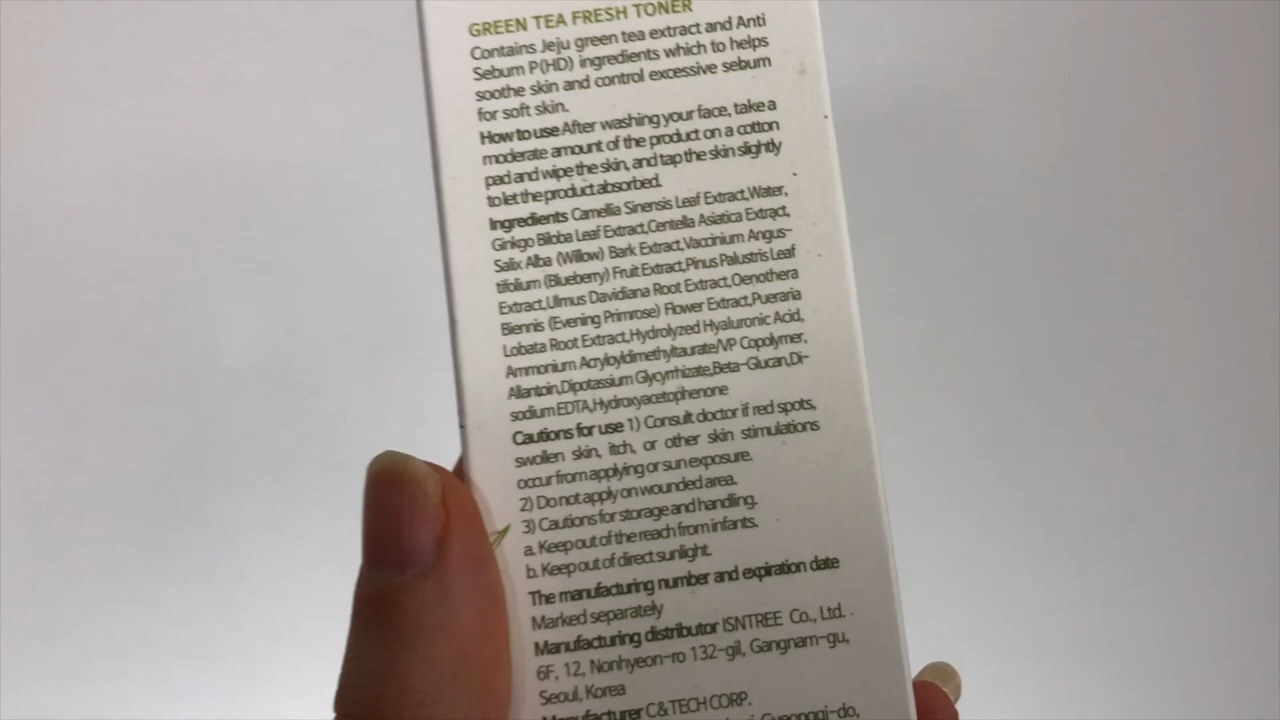 GREEN TEA FRESH TONER
Contains Jeju green tea extract and Anti
Sebum P(HD) ingredients which to helps
soothe skin and control excessive sebum
for soft skin.
How to use After washing your face, take a
moderate amount of the product on a cotton
pad and wipe the skin, and tap the skin slightly
to let the product absorbed.
Ingredients Camellia Sinensis Leaf Extract,Water,
Ginkgo Biloba Leaf Extract,Centella Asiatica Extract,
Salix Alba (Willow) Bark Extract,Vaccinium Angus-
tifolium (Blueberry) Fruit Extract,Pinus Palustris Leaf
Extract,Ulmus Davidiana Root Extract,Oenothera
Biennis (Evening Primrose) Flower Extract,Pueraria
Lobata Root Extract,Hydrolyzed Hyaluronic Acid,
Ammonium Acryloyldimethyltaurate/VP Copolymer,
Allantoin,Dipotassium Glycyrrhizate,Beta-Glucan,Di-
sodium EDTA,Hydroxyacetophenone
Cautions for use 1) Consult doctor if red spots,
swollen skin, itch, or other skin stimulations
occur from applying or sun exposure.
2) Do not apply on wounded area.
3) Cautions for storage and handling.
a. Keep out of the reach from infants.
b. Keep out of direct sunlight.
The manufacturing number and expiration date
Marked separately
Manufacturing distributor ISNTREE Co., Ltd.
6F, 12, Nonhyeon-ro 132-gil, Gangnam-gu,
Seoul, Korea
Manufacturer C&TECH CORP.
Gyeonggi-do,